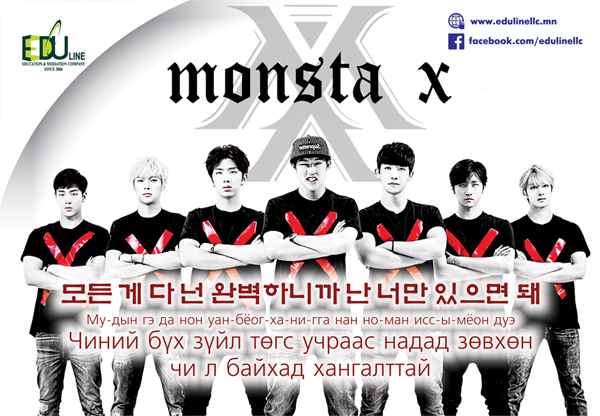 EDU LINE
EDUCATION & MEDIATION COMPANY
SINCE 2004
www.edulinellc.mn
facebook.com/edulinellc
monsta x
모든 게 다 넌 완벽하니까 난 너만 있으면 돼
Му-дын гэ да нон уан-бёог-ха-ни-гга нан но-ман исс-ы-мёон дуэ
Чиний бүх зүйл төгс учраас надад зөвхөн
чи л байхад хангалттай